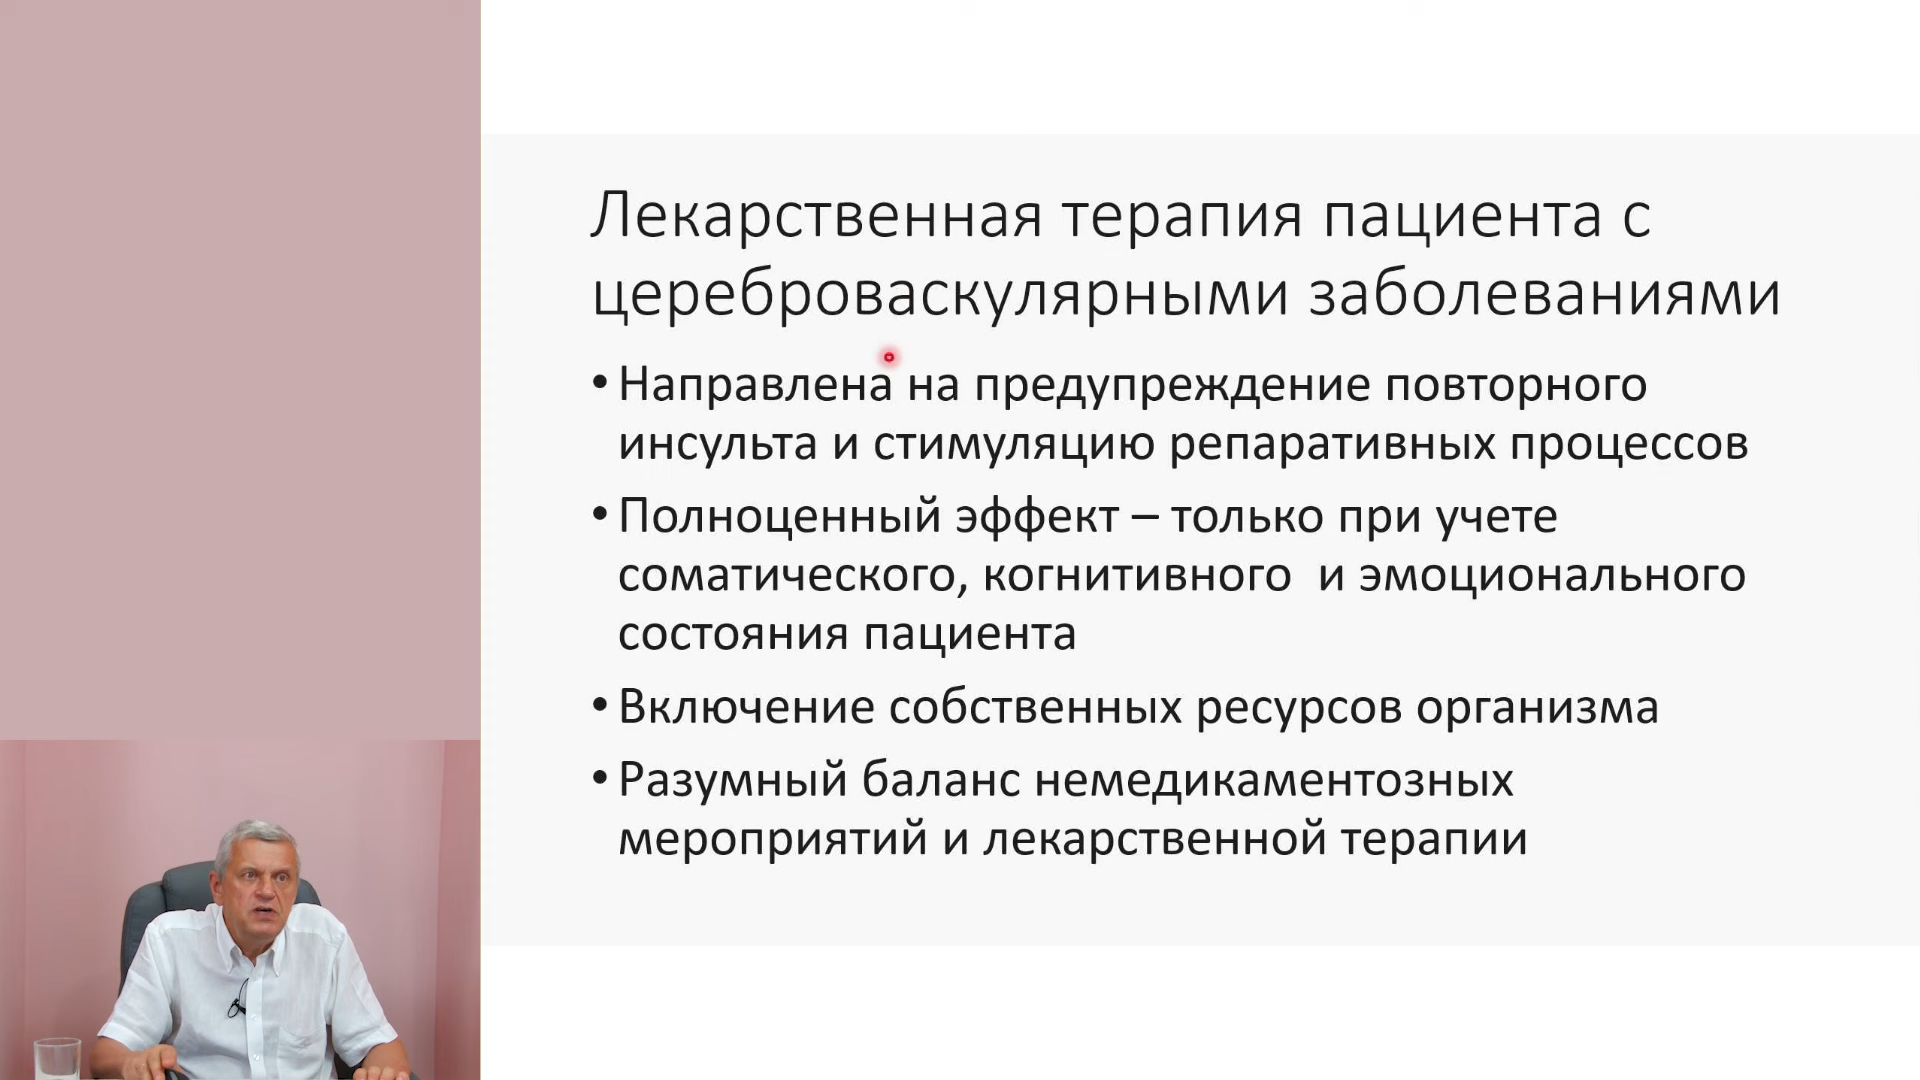 Лекарственная терапия пациента с
цереброваскулярными заболеваниями
• Направлена на предупреждение повторного
инсульта и стимуляцию репаративных процессов
• Полноценный эффект – только при учете
соматического, когнитивного  и эмоционального
состояния пациента
• Включение собственных ресурсов организма
• Разумный баланс немедикаментозных
мероприятий и лекарственной терапии